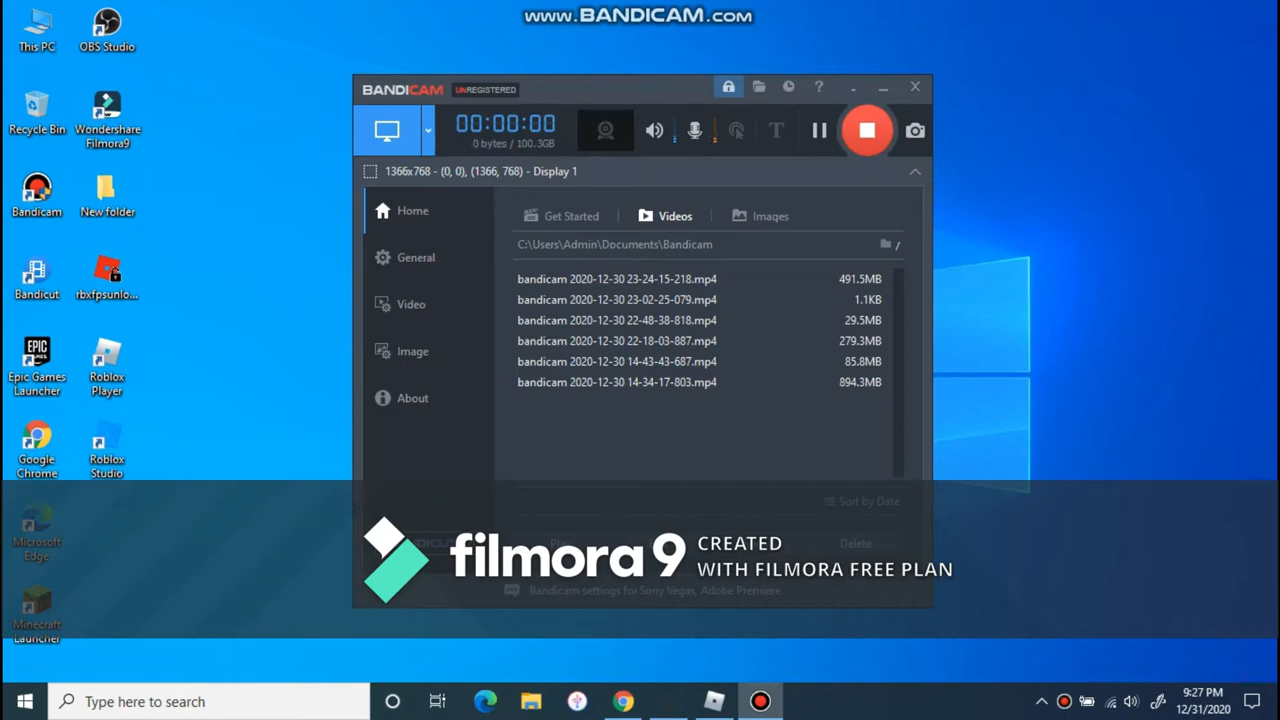 www.BANDICAM.com
This PC
OBS Studio
Recycle Bin
Wondershare
Filmora9
Bandicam
New folder
Bandicut
rbxfpsunlo...
Epic Games
Launcher
Roblox
Player
Google
Chrome
Roblox
Studio
Microsoft
Edge
Minecraft
Launcher
BANDICAM UNREGISTERED
00:00:00
0 bytes / 100.3GB
1366x768 - (0, 0), (1366, 768) - Display 1
Home
General
Video
Image
About
Get Started
Videos
Images
C:\Users\Admin\Documents\Bandicam
/
bandicam 2020-12-30 23-24-15-218.mp4 491.5MB
bandicam 2020-12-30 23-02-25-079.mp4 1.1KB
bandicam 2020-12-30 22-48-38-818.mp4 29.5MB
bandicam 2020-12-30 22-18-03-887.mp4 279.3MB
bandicam 2020-12-30 14-43-43-687.mp4 85.8MB
bandicam 2020-12-30 14-34-17-803.mp4 894.3MB
Sort by Date
Delete
filmora9
CREATED
WITH FILMORA FREE PLAN
Bandicam settings for Sony Vegas, Adobe Premiere
Type here to search
9:27 PM
12/31/2020